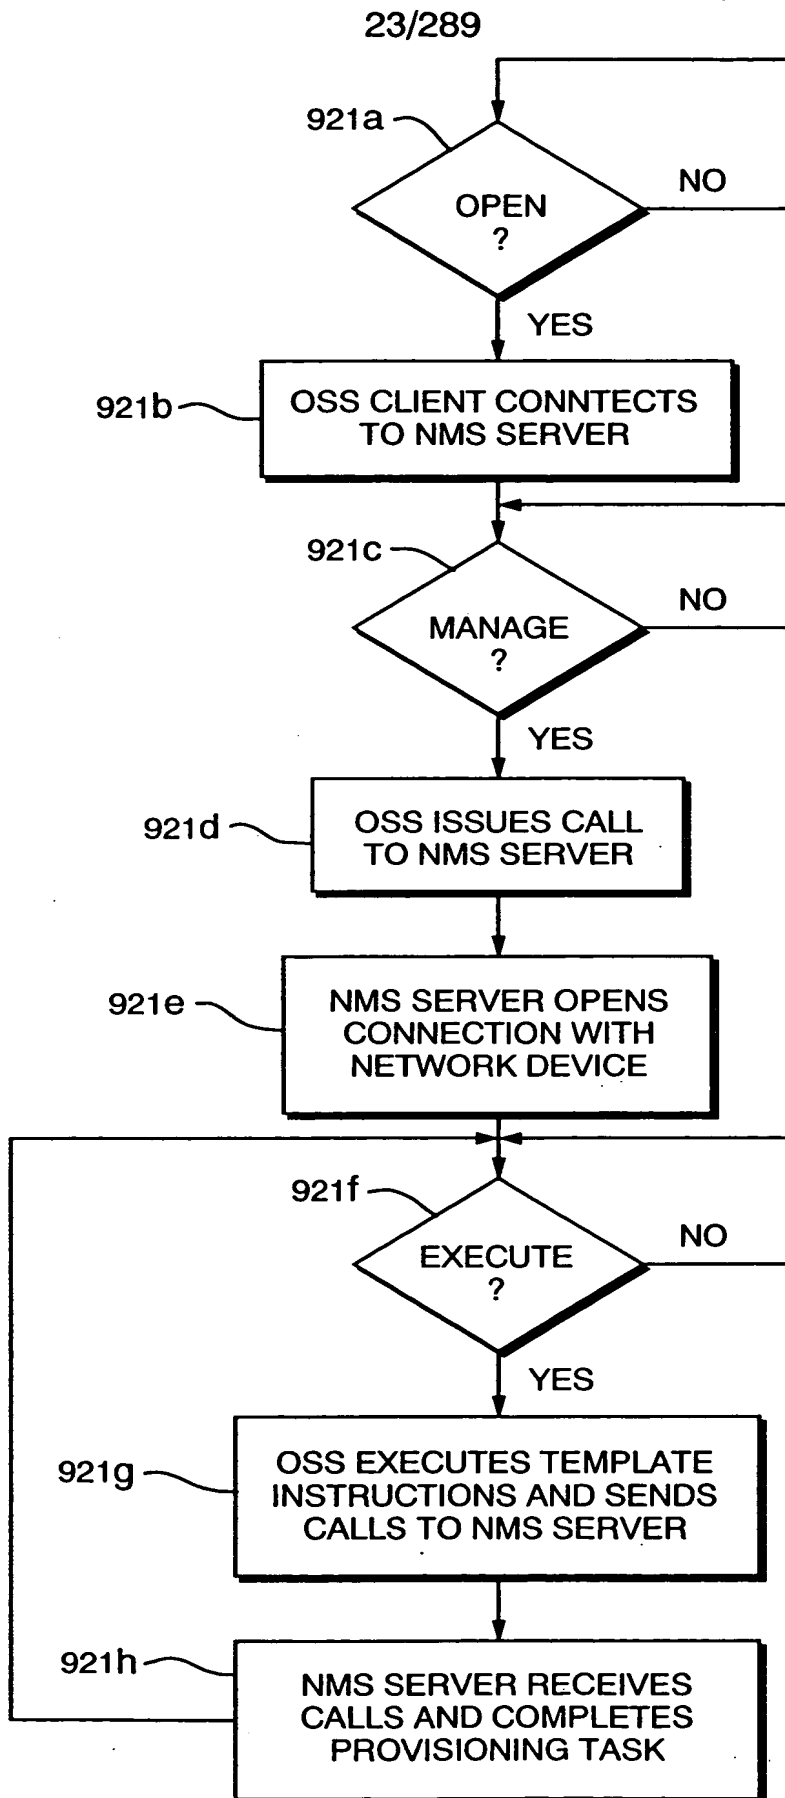 23/289
921a
OPEN
?
NO
YES
921b
OSS CLIENT CONNTECTS
TO NMS SERVER
921c
MANAGE
?
NO
YES
921d
OSS ISSUES CALL
TO NMS SERVER
921e
NMS SERVER OPENS
CONNECTION WITH
NETWORK DEVICE
921f
EXECUTE
?
NO
YES
921g
OSS EXECUTES TEMPLATE
INSTRUCTIONS AND SENDS
CALLS TO NMS SERVER
921h
NMS SERVER RECEIVES
CALLS AND COMPLETES
PROVISIONING TASK